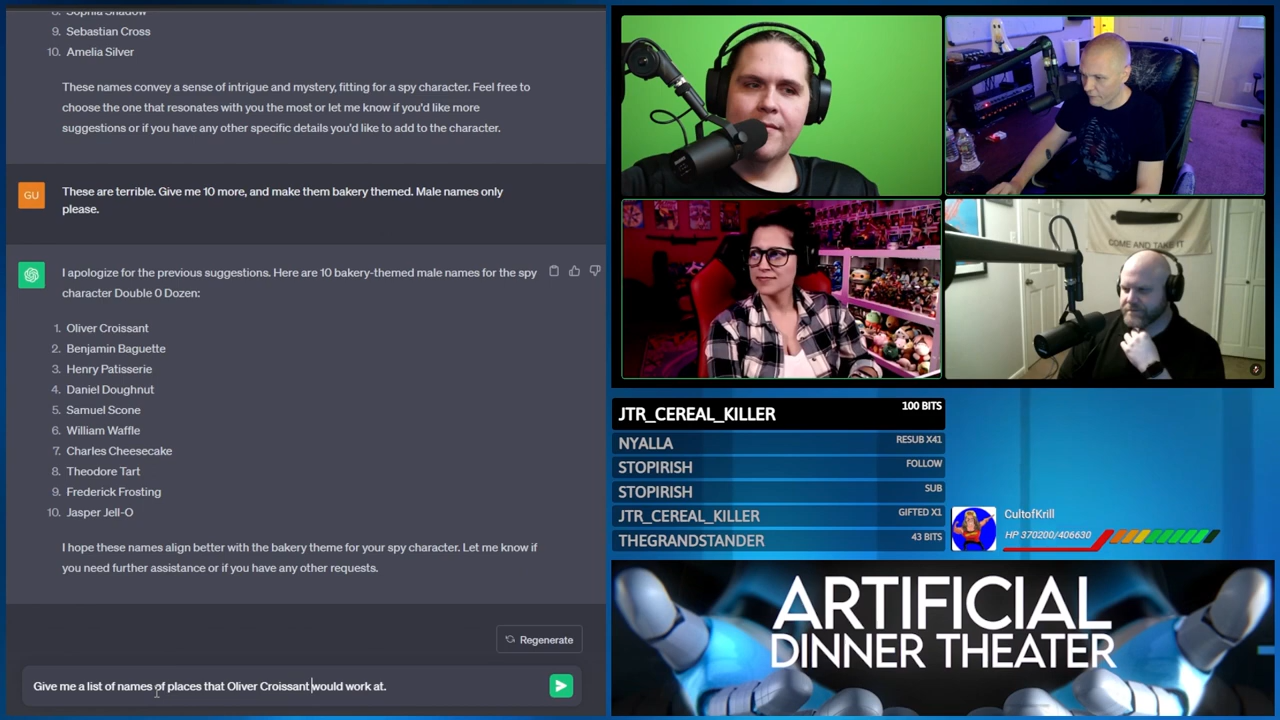 Sophia Shadow
9. Sebastian Cross
10. Amelia Silver
These names convey a sense of intrigue and mystery, fitting for a spy character. Feel free to
choose the one that resonates with you the most or let me know if you'd like more
suggestions or if you have any other specific details you'd like to add to the character.
GU
These are terrible. Give me 10 more, and make them bakery themed. Male names only
please.
I apologize for the previous suggestions. Here are 10 bakery-themed male names for the spy
character Double 0 Dozen:
1. Oliver Croissant
2. Benjamin Baguette
3. Henry Patisserie
4. Daniel Doughnut
5. Samuel Scone
6. William Waffle
7. Charles Cheesecake
8. Theodore Tart
9. Frederick Frosting
10. Jasper Jell-O
I hope these names align better with the bakery theme for your spy character. Let me know if
you need further assistance or if you have any other requests.
Regenerate
Give me a list of names of places that Oliver Croissant would work at.
COME AND TAKE IT
JTR_CEREAL_KILLER 100 BITS
NYALLA RESUB X41
STOPIRISH FOLLOW
STOPIRISH SUB
JTR_CEREAL_KILLER GIFTED X1
THEGRANDSTANDER 43 BITS
CultofKrill
HP 370200/406630
ARTIFICIAL
DINNER THEATER